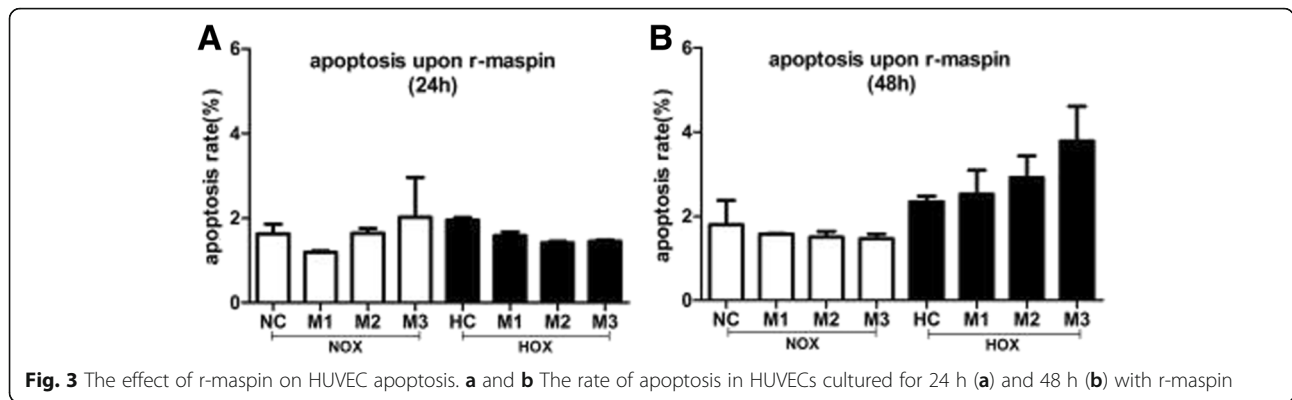 A
apoptosis upon r-maspin
(24h)
apoptosis rate(%)
6
4
2
0
NC M1 M2 M3 HC M1 M2 M3
NOX HOX
B
apoptosis upon r-maspin
(48h)
apoptosis rate(%)
6
4
2
0
NC M1 M2 M3 HC M1 M2 M3
NOX HOX
Fig. 3 The effect of r-maspin on HUVEC apoptosis. a and b The rate of apoptosis in HUVECs cultured for 24 h (a) and 48 h (b) with r-maspin